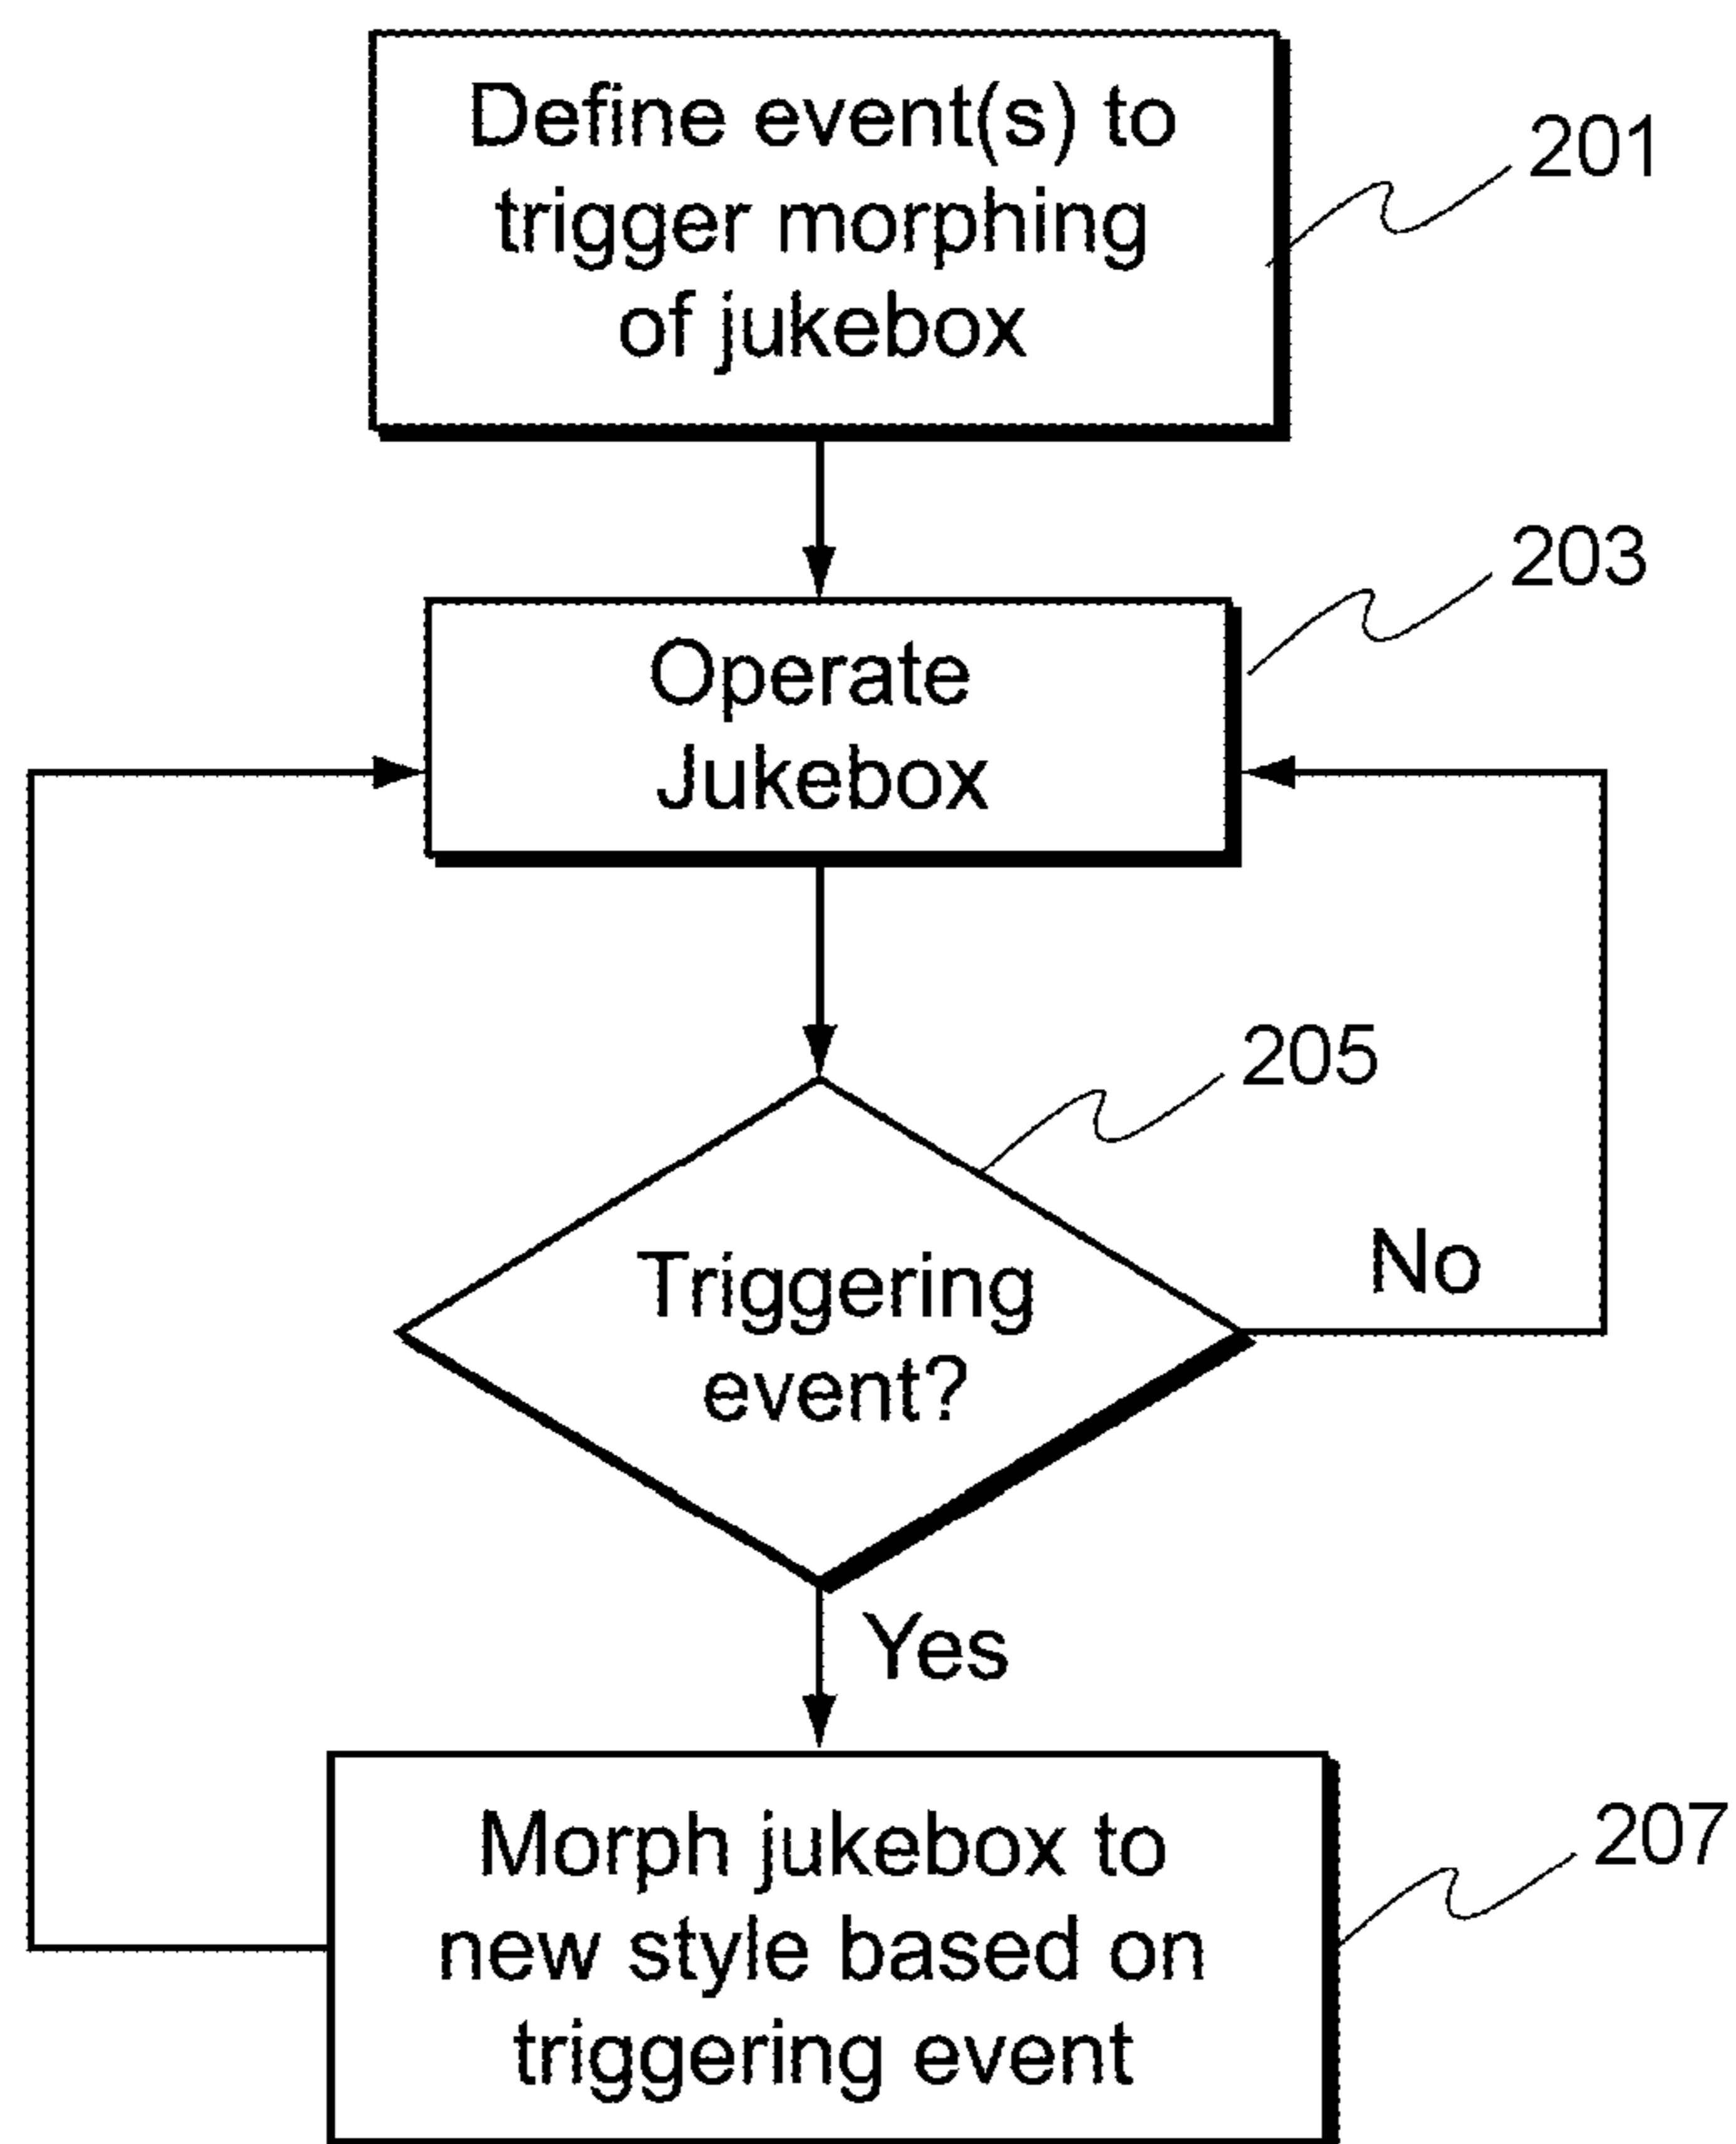 Define event(s) to
trigger morphing
of jukebox
201
Operate
Jukebox
203
Triggering
event?
205
No
Yes
Morph jukebox to
new style based on
triggering event
207